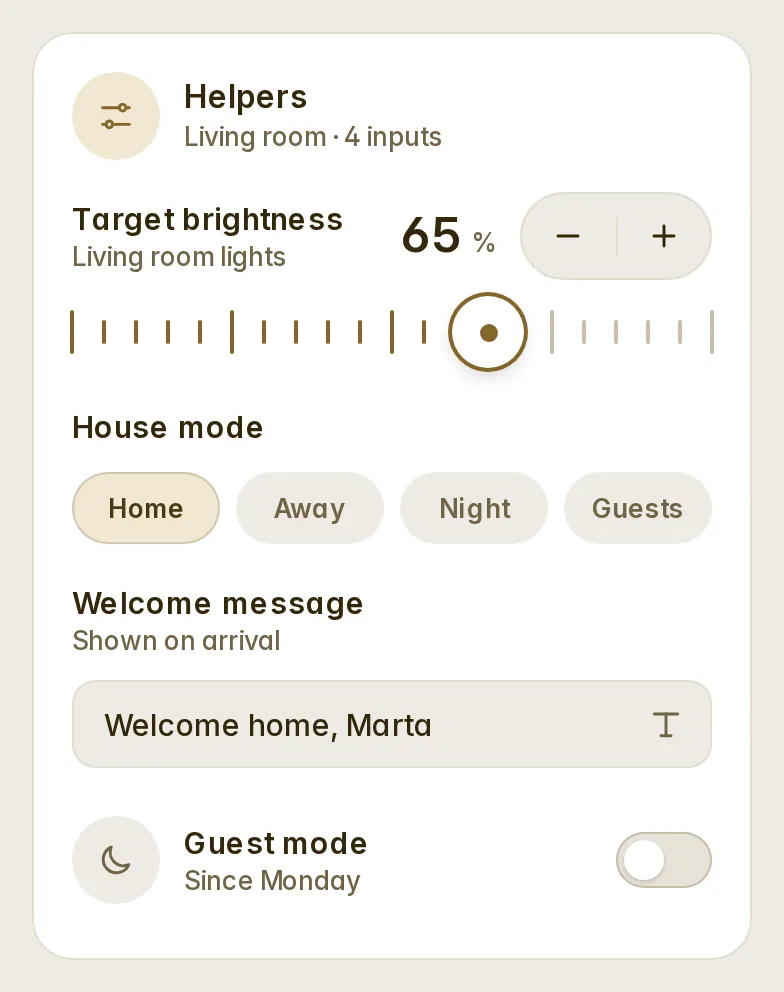 Helpers
Living room · 4 inputs
Target brightness
Living room lights
65 %
House mode
Home Away Night Guests
Welcome message
Shown on arrival
Welcome home, Marta
Guest mode
Since Monday